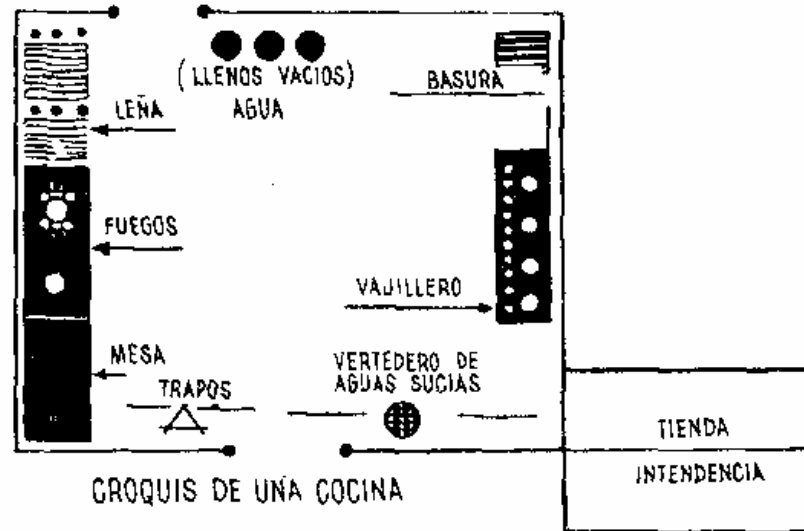 (LLENOS VACIOS)
AGUA
BASURA
LEÑA
FUEGOS
VAJILLERO
MESA
VERTEDERO DE
AGUAS SUCIAS
TRAPOS
TIENDA
INTENDENCIA
CROQUIS DE UNA COCINA